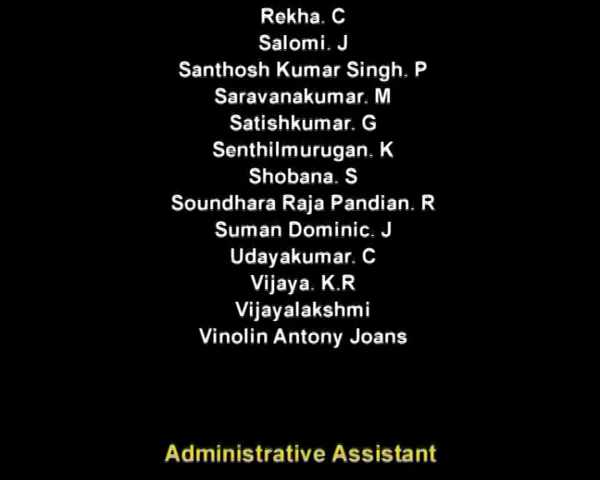 Rekha. C
Salomi. J
Santhosh Kumar Singh. P
Saravanakumar. M
Satishkumar. G
Senthilmurugan. K
Shobana. S
Soundhara Raja Pandian. R
Suman Dominic. J
Udayakumar. C
Vijaya. K.R
Vijayalakshmi
Vinolin Antony Joans
Administrative Assistant